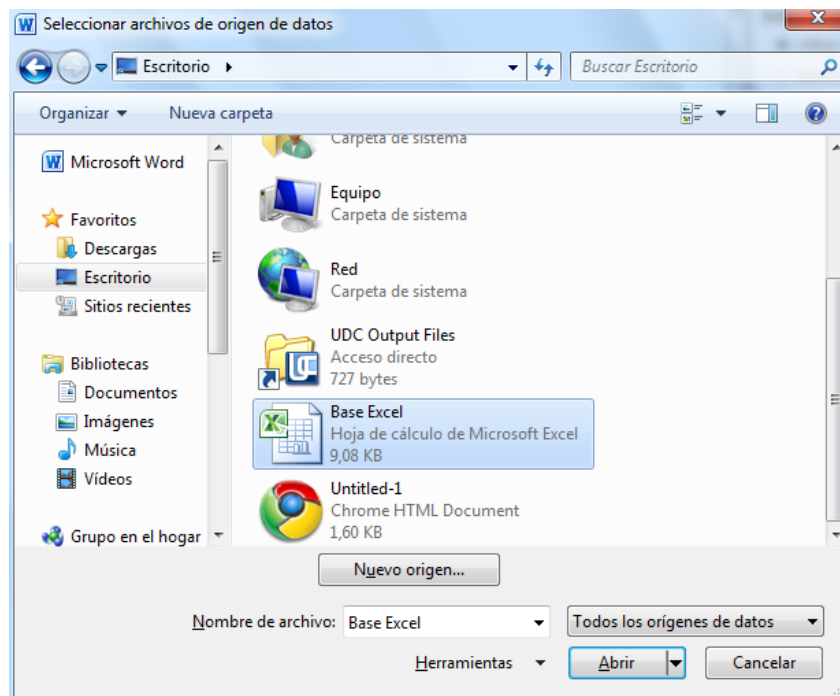 Seleccionar archivos de origen de datos
Escritorio
Buscar Escritorio
Organizar
Nueva carpeta
Microsoft Word
Favoritos
Descargas
Escritorio
Sitios recientes
Bibliotecas
Documentos
Imágenes
Música
Vídeos
Grupo en el hogar
Carpeta de sistema
Equipo
Carpeta de sistema
Red
Carpeta de sistema
UDC Output Files
Acceso directo
727 bytes
Base Excel
Hoja de cálculo de Microsoft Excel
9,08 KB
Untitled-1
Chrome HTML Document
1,60 KB
Nuevo origen...
Nombre de archivo: Base Excel
Todos los orígenes de datos
Herramientas
Abrir
Cancelar